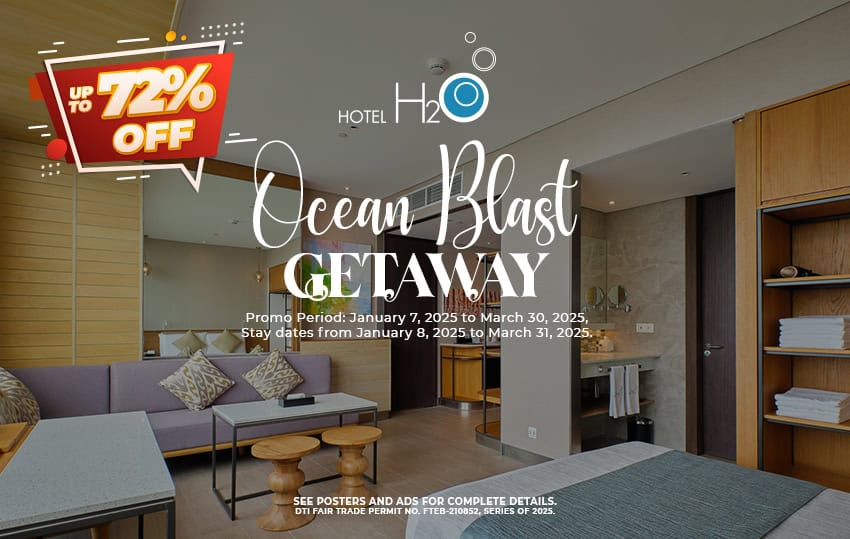 UP
TO
72%
OFF
HOTEL H2O
Ocean Blast
GETAWAY
Promo Period: January 7, 2025 to March 30, 2025,
Stay dates from January 8, 2025 to March 31, 2025.
SEE POSTERS AND ADS FOR COMPLETE DETAILS.
DTI FAIR TRADE PERMIT NO. FTEB-210852, SERIES OF 2025.